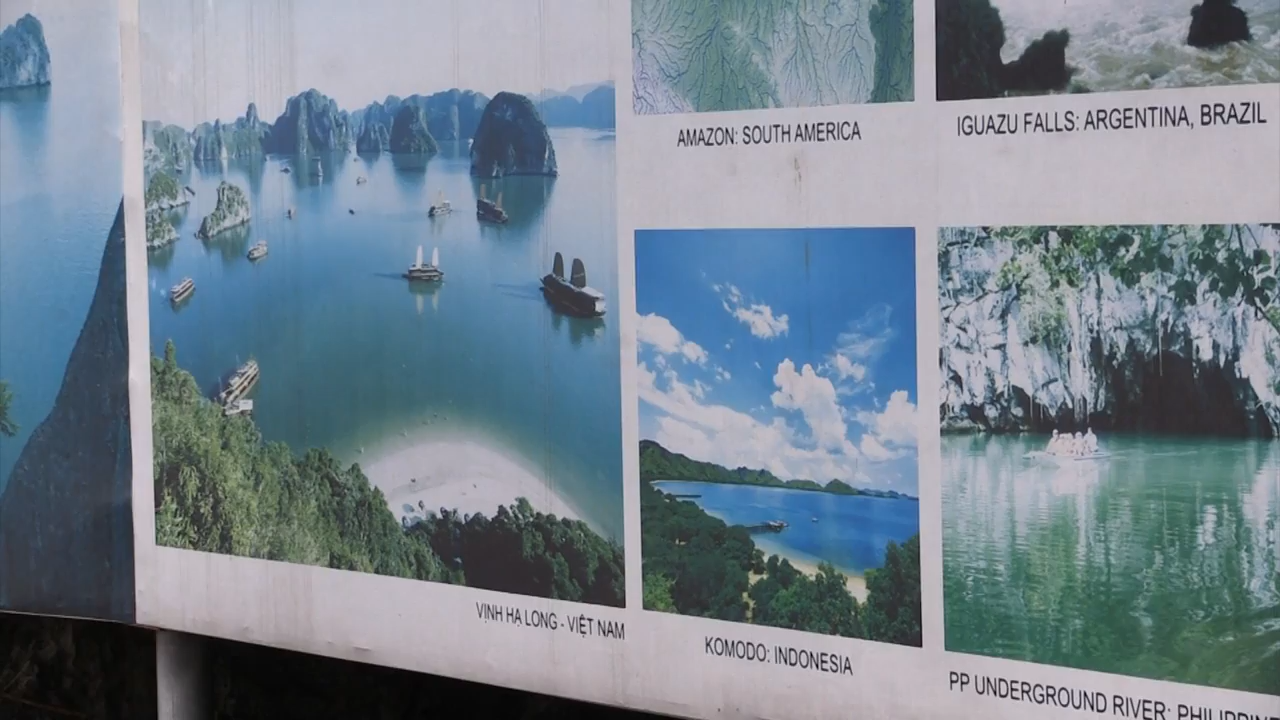 AMAZON: SOUTH AMERICA
IGUAZU FALLS: ARGENTINA, BRAZIL
VỊNH HẠ LONG - VIỆT NAM
KOMODO: INDONESIA
PP UNDERGROUND RIVER: